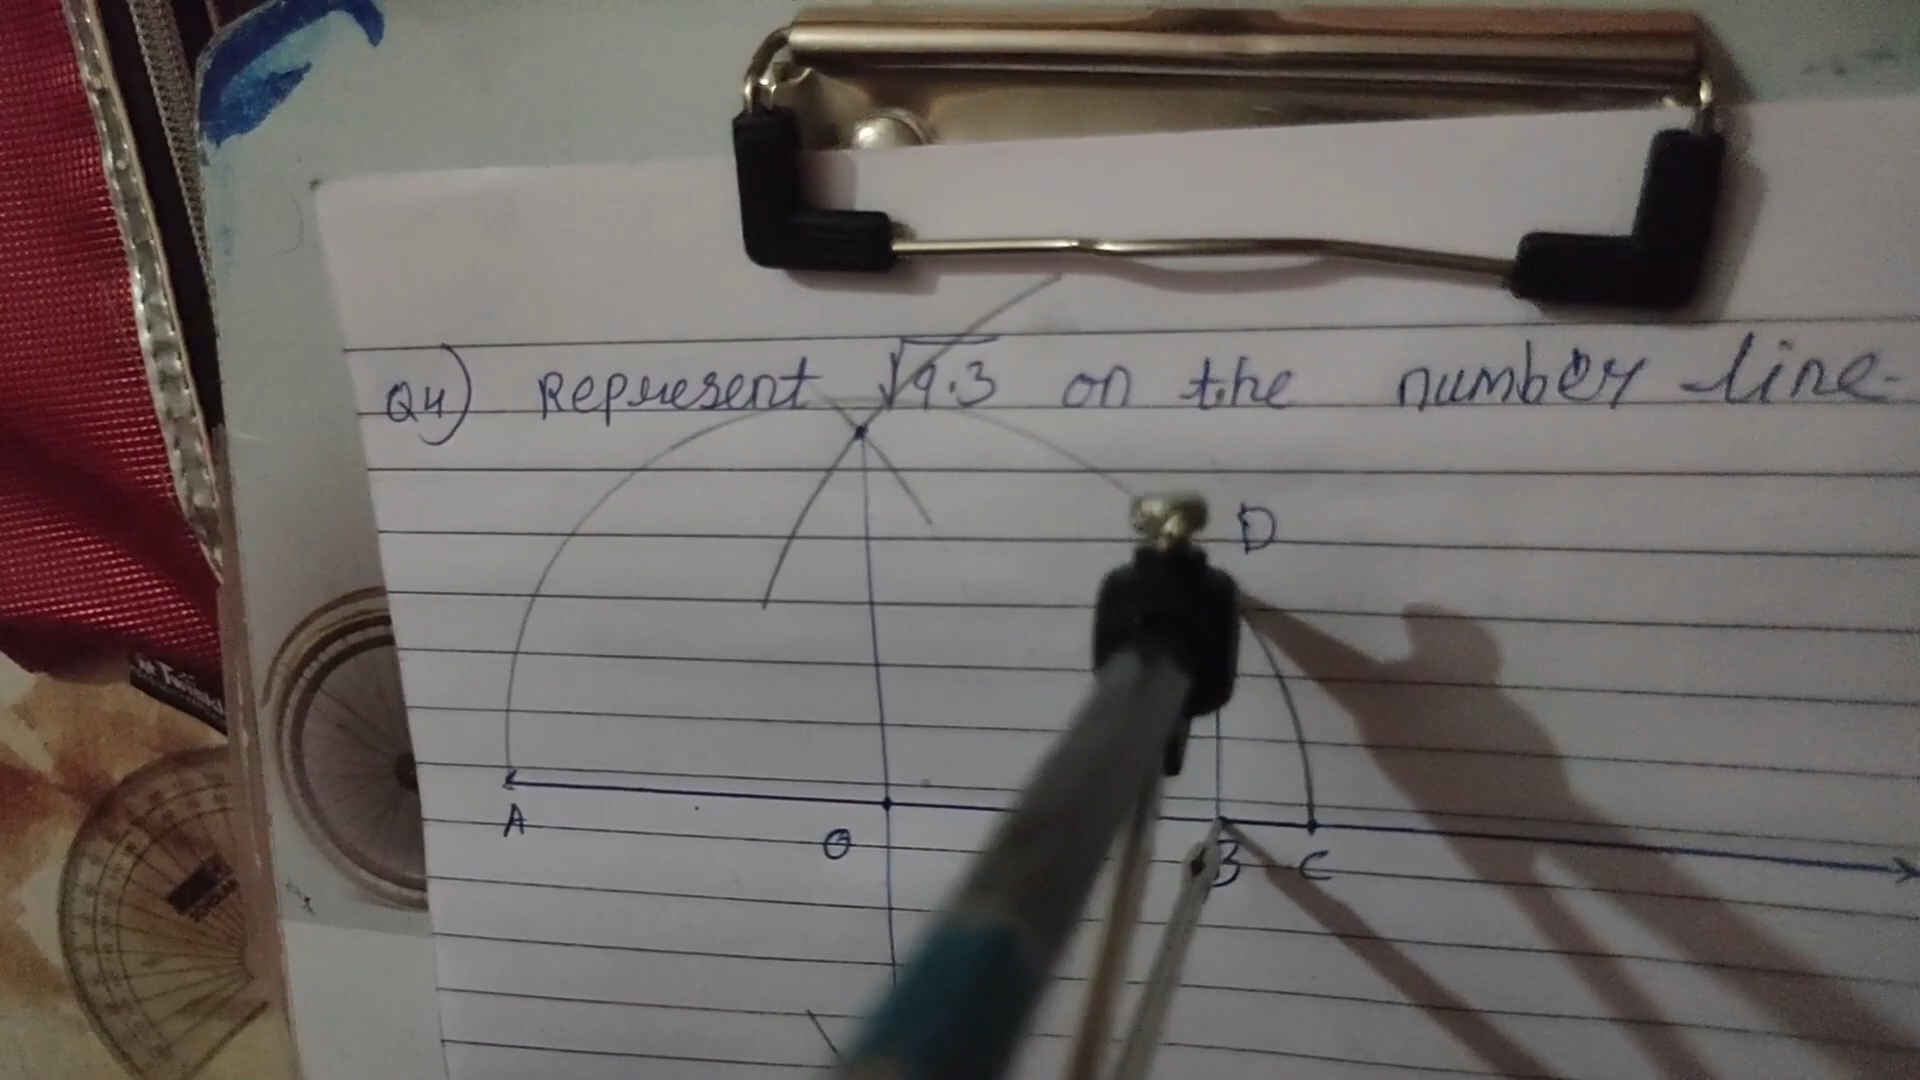 Q4) Represent √9.3 on the number line.
D
A O B C